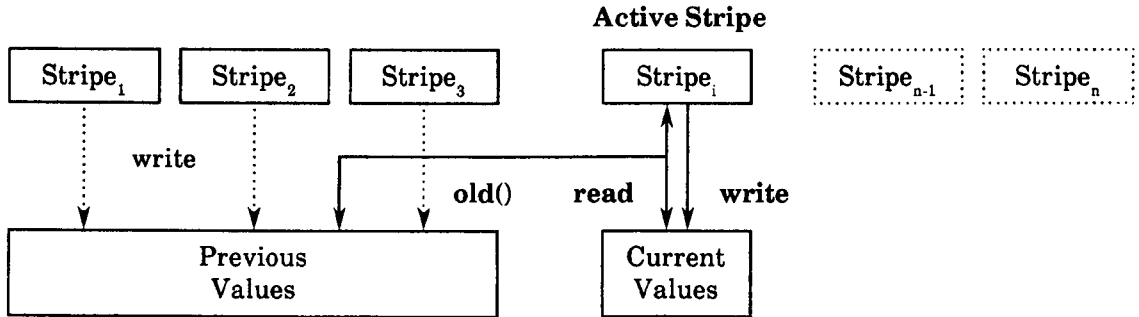 Active Stripe
Stripe₁ Stripe₂ Stripe₃ Stripeᵢ Stripeₙ₋₁ Stripeₙ
write
old() read write
Previous Current
Values Values